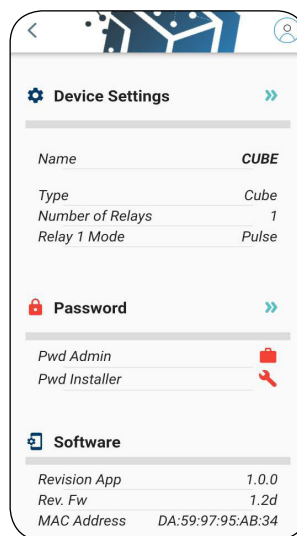 Device Settings
Name CUBE
Type Cube
Number of Relays 1
Relay 1 Mode Pulse
Password
Pwd Admin
Pwd Installer
Software
Revision App 1.0.0
Rev. Fw 1.2d
MAC Address DA:59:97:95:AB:34